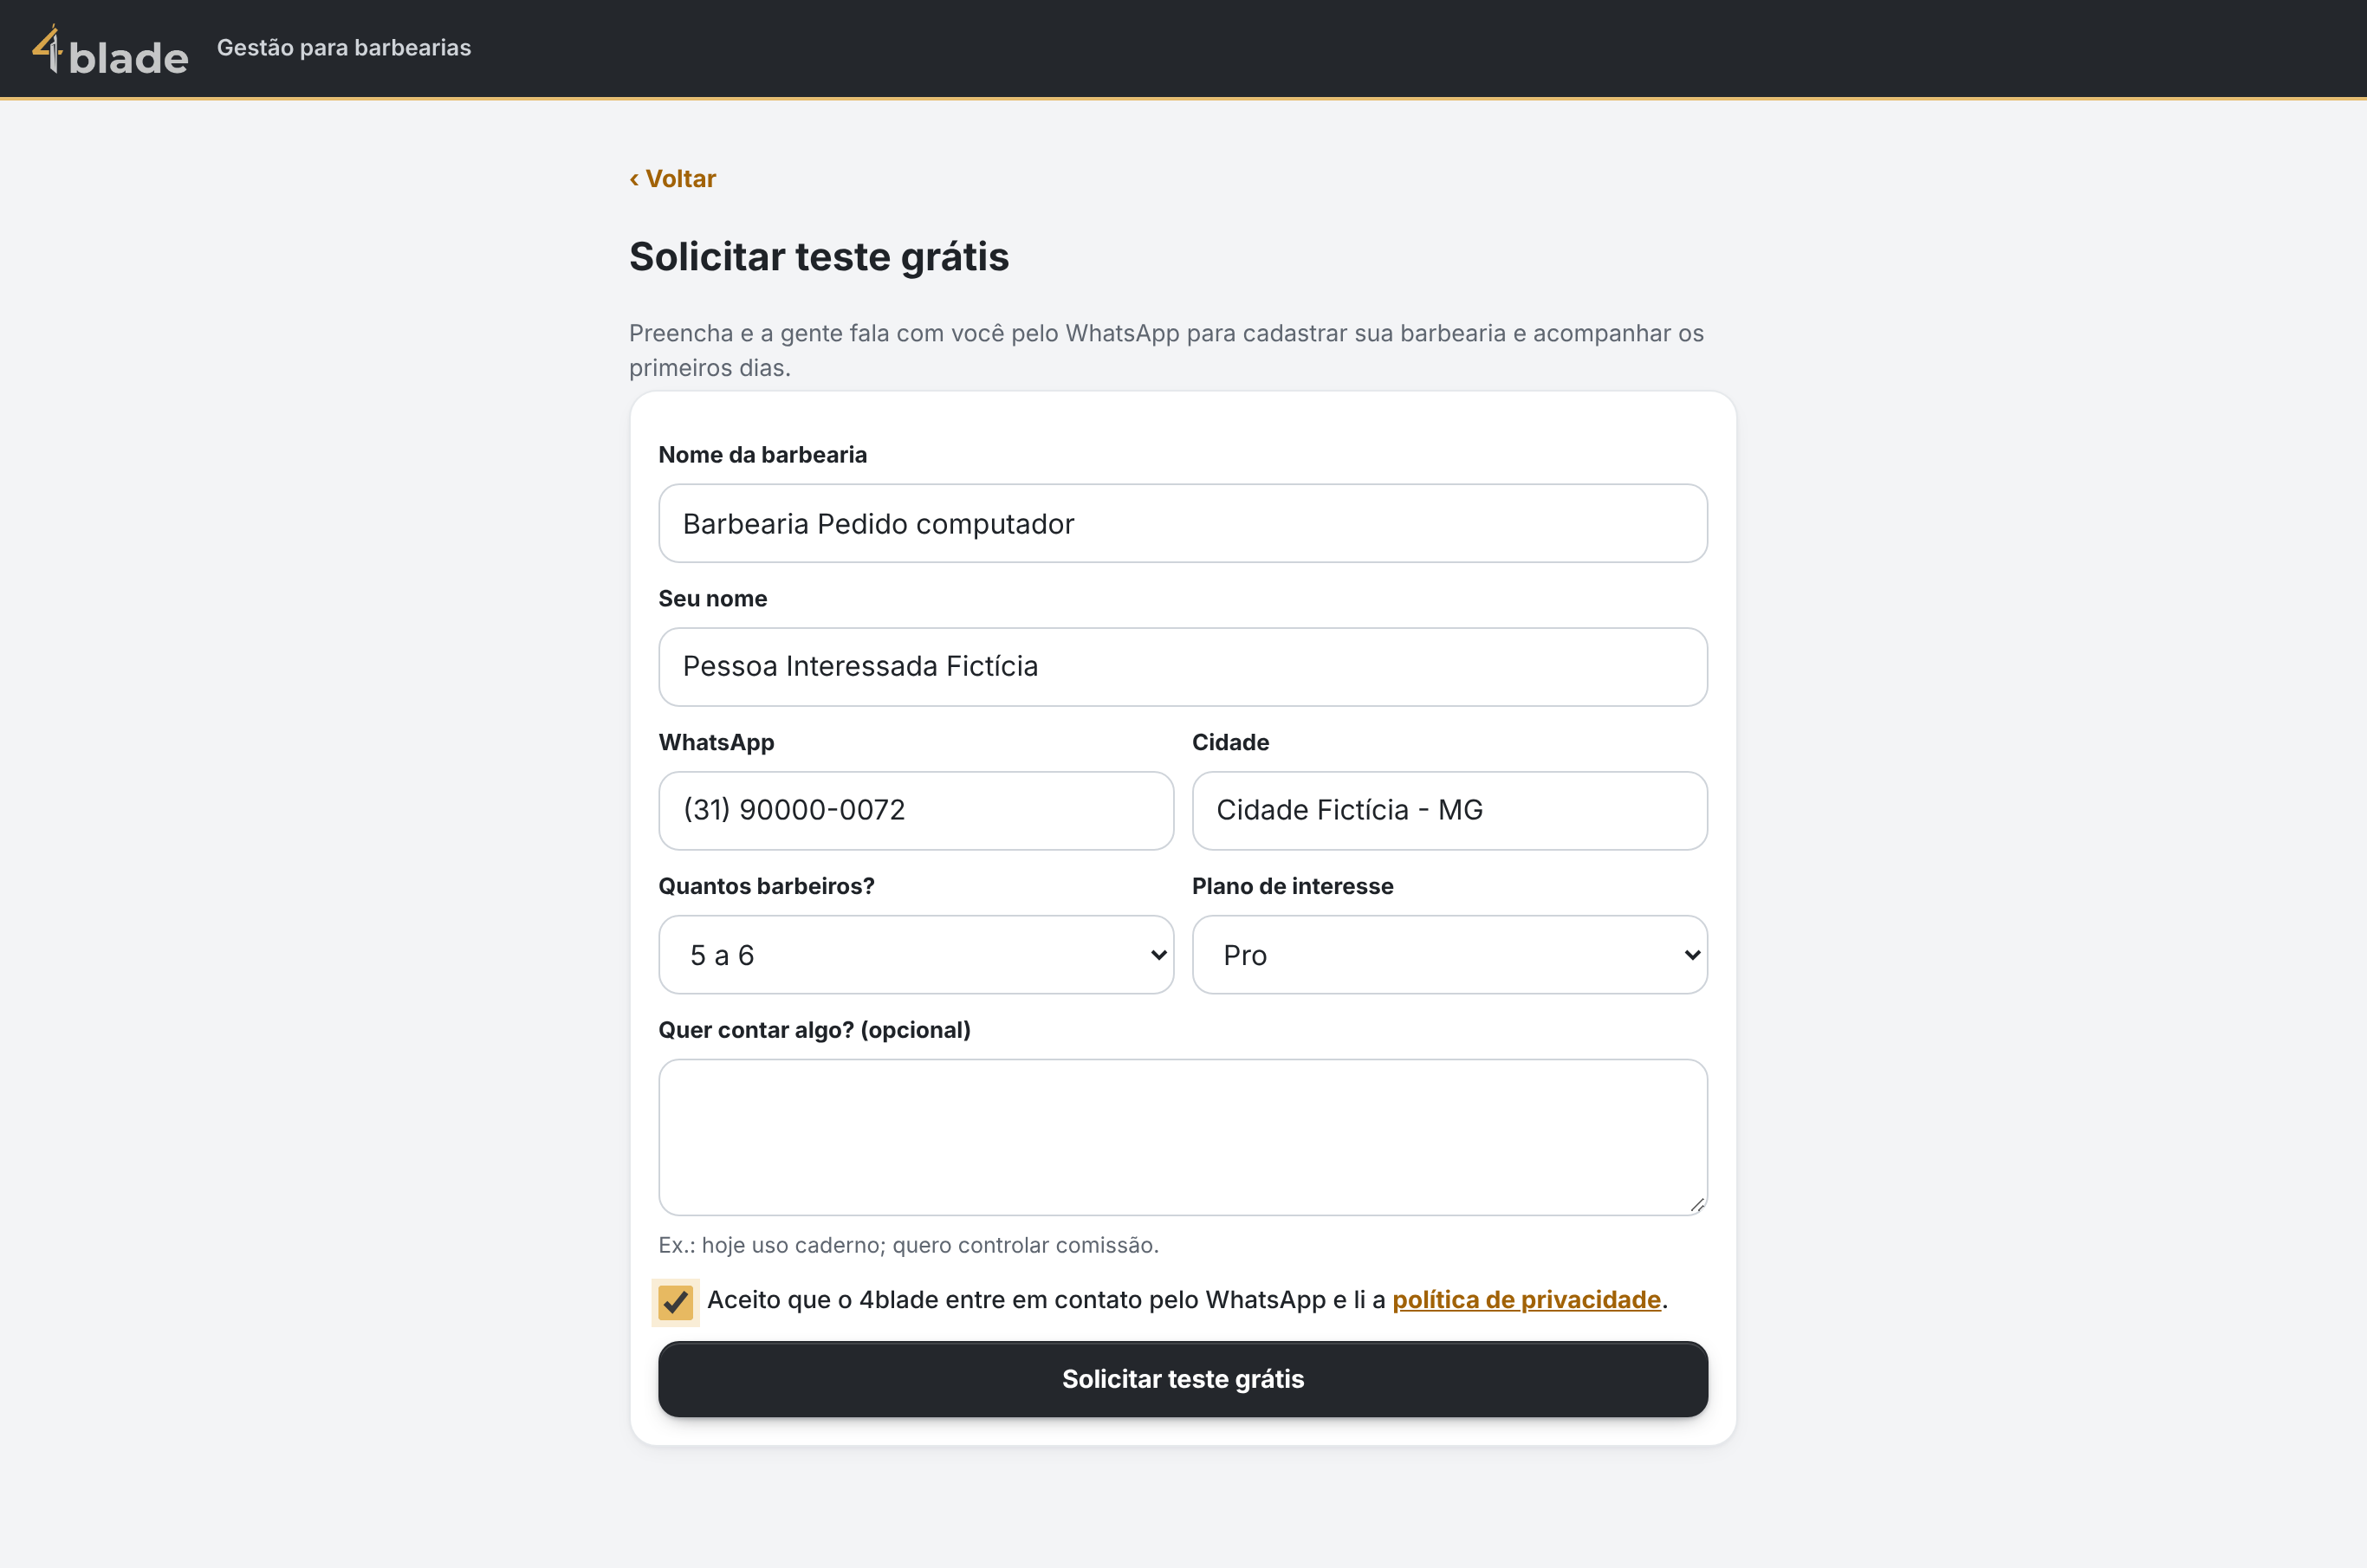 4blade Gestão para barbearias
‹ Voltar
Solicitar teste grátis
Preencha e a gente fala com você pelo WhatsApp para cadastrar sua barbearia e acompanhar os
primeiros dias.
Nome da barbearia
Barbearia Pedido computador
Seu nome
Pessoa Interessada Fictícia
WhatsApp
(31) 90000-0072
Cidade
Cidade Fictícia - MG
Quantos barbeiros?
5 a 6
Plano de interesse
Pro
Quer contar algo? (opcional)
Ex.: hoje uso caderno; quero controlar comissão.
Aceito que o 4blade entre em contato pelo WhatsApp e li a política de privacidade.
Solicitar teste grátis